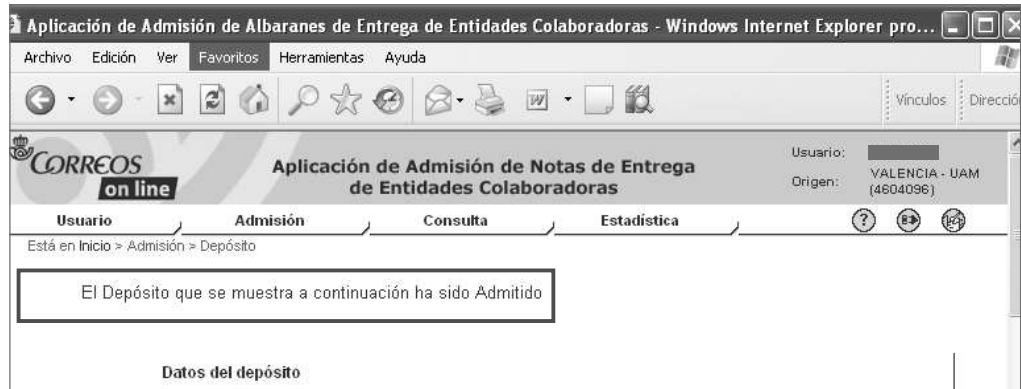 Aplicación de Admisión de Albaranes de Entrega de Entidades Colaboradoras - Windows Internet Explorer pro...
Archivo Edición Ver Favoritos Herramientas Ayuda
Vínculos Direcció
CORREOS
on line
Aplicación de Admisión de Notas de Entrega
de Entidades Colaboradoras
Usuario:
Origen: VALENCIA - UAM
(4604096)
Usuario Admisión Consulta Estadística
Está en Inicio > Admisión > Depósito
El Depósito que se muestra a continuación ha sido Admitido
Datos del depósito